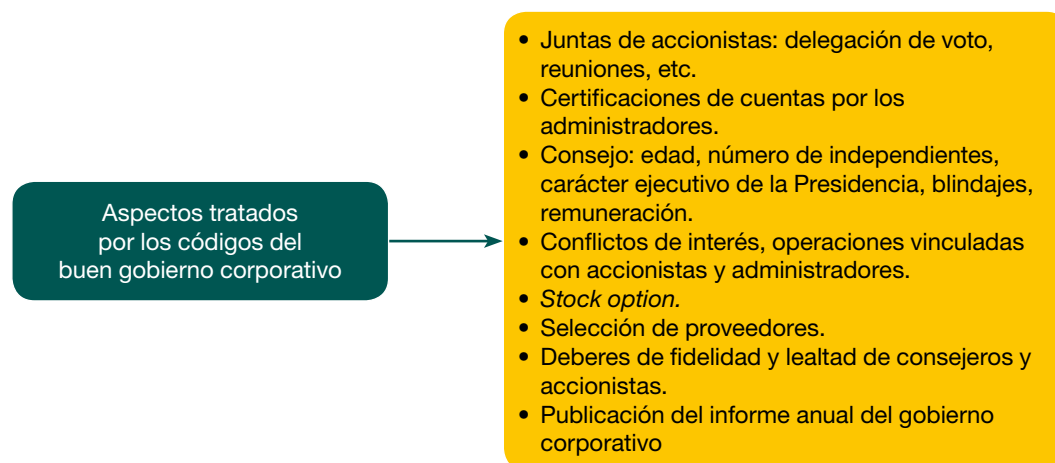 Aspectos tratados
por los códigos del
buen gobierno corporativo
• Juntas de accionistas: delegación de voto,
reuniones, etc.
• Certificaciones de cuentas por los
administradores.
• Consejo: edad, número de independientes,
carácter ejecutivo de la Presidencia, blindajes,
remuneración.
• Conflictos de interés, operaciones vinculadas
con accionistas y administradores.
• Stock option.
• Selección de proveedores.
• Deberes de fidelidad y lealtad de consejeros y
accionistas.
• Publicación del informe anual del gobierno
corporativo